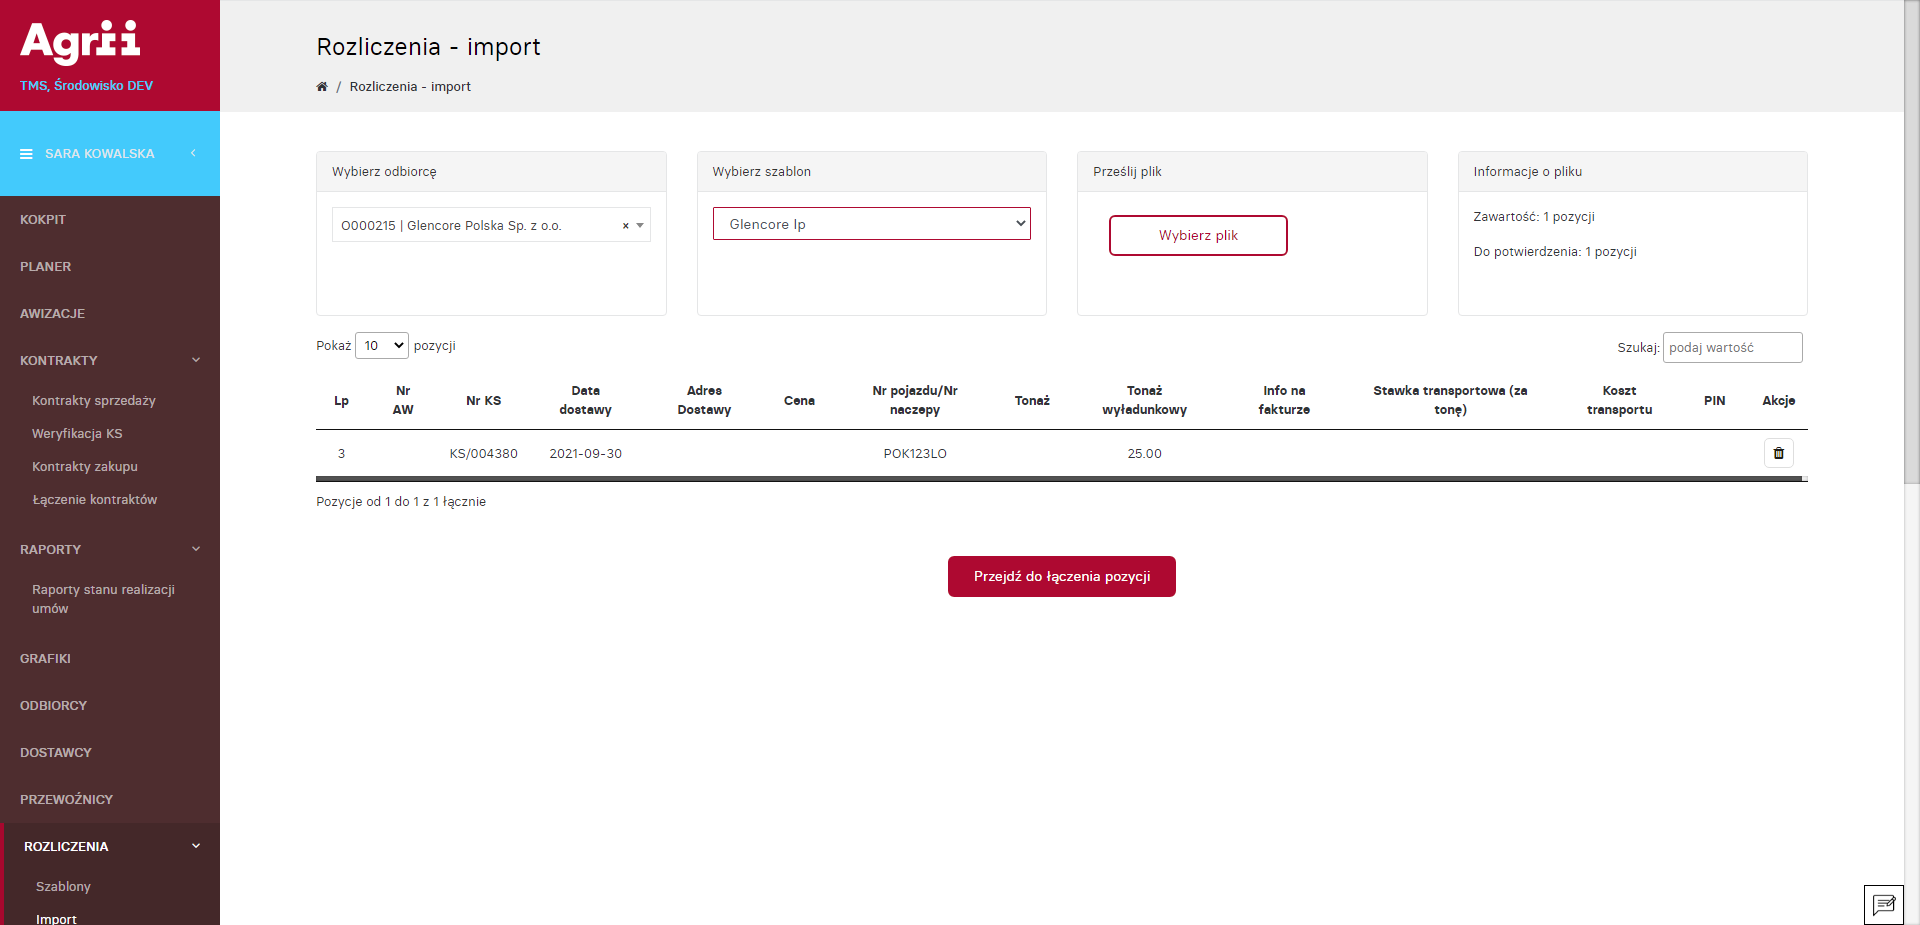 Agrii
TMS, Środowisko DEV
SARA KOWALSKA
KOKPIT
PLANER
AWIZACJE
KONTRAKTY
Kontrakty sprzedaży
Weryfikacja KS
Kontrakty zakupu
Łączenie kontraktów
RAPORTY
Raporty stanu realizacji
umów
GRAFIKI
ODBIORCY
DOSTAWCY
PRZEWOŹNICY
ROZLICZENIA
Szablony
Import
Rozliczenia - import
/ Rozliczenia - import
Wybierz odbiorcę
O000215 | Glencore Polska Sp. z o.o. ×
Wybierz szablon
Glencore lp
Prześlij plik
Wybierz plik
Informacje o pliku
Zawartość: 1 pozycji
Do potwierdzenia: 1 pozycji
Pokaż 10 pozycji
Szukaj: podaj wartość
Lp
Nr
AW
Nr KS
Data
dostawy
Adres
Dostawy
Cena
Nr pojazdu/Nr
naczepy
Tonaż
Tonaż
wyładunkowy
Info na
fakturze
Stawka transportowa (za
tonę)
Koszt
transportu
PIN
Akcje
3 KS/004380 2021-09-30 POK123LO 25.00
Pozycje od 1 do 1 z 1 łącznie
Przejdź do łączenia pozycji